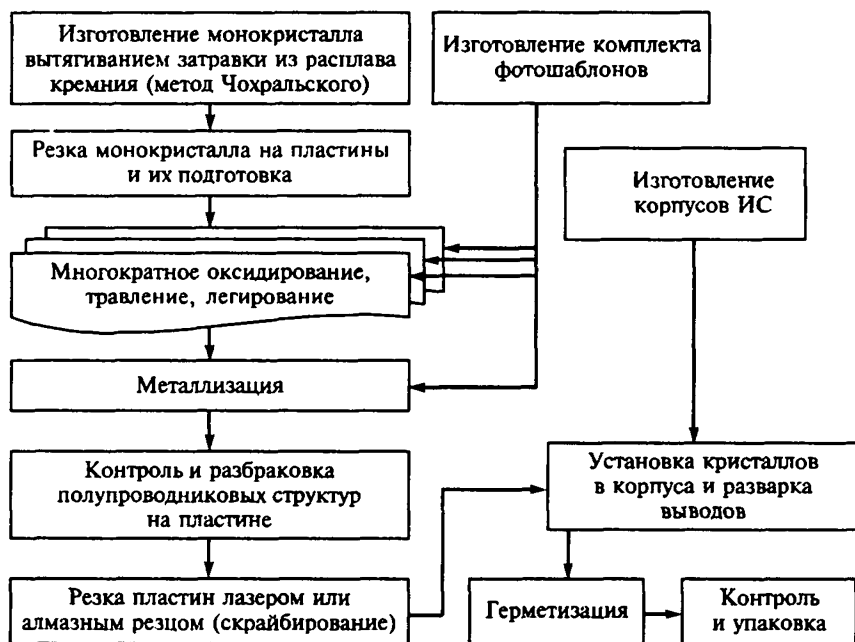 Изготовление монокристалла
вытягиванием затравки из расплава
кремния (метод Чохральского)
Изготовление комплекта
фотошаблонов
Резка монокристалла на пластины
и их подготовка
Изготовление
корпусов ИС
Многократное оксидирование,
травление, легирование
Металлизация
Контроль и разбраковка
полупроводниковых структур
на пластине
Установка кристаллов
в корпуса и разварка
выводов
Резка пластин лазером или
алмазным резцом (скрайбирование)
Герметизация
Контроль
и упаковка